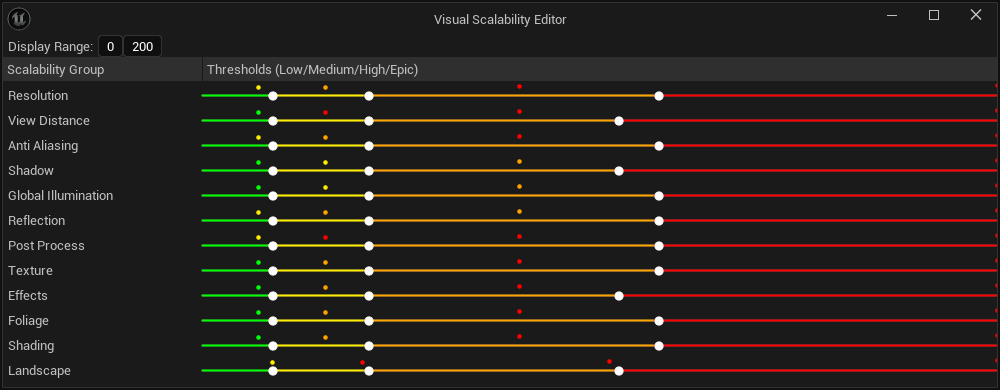 Visual Scalability Editor
Display Range: 0 200
Scalability Group Thresholds (Low/Medium/High/Epic)
Resolution
View Distance
Anti Aliasing
Shadow
Global Illumination
Reflection
Post Process
Texture
Effects
Foliage
Shading
Landscape